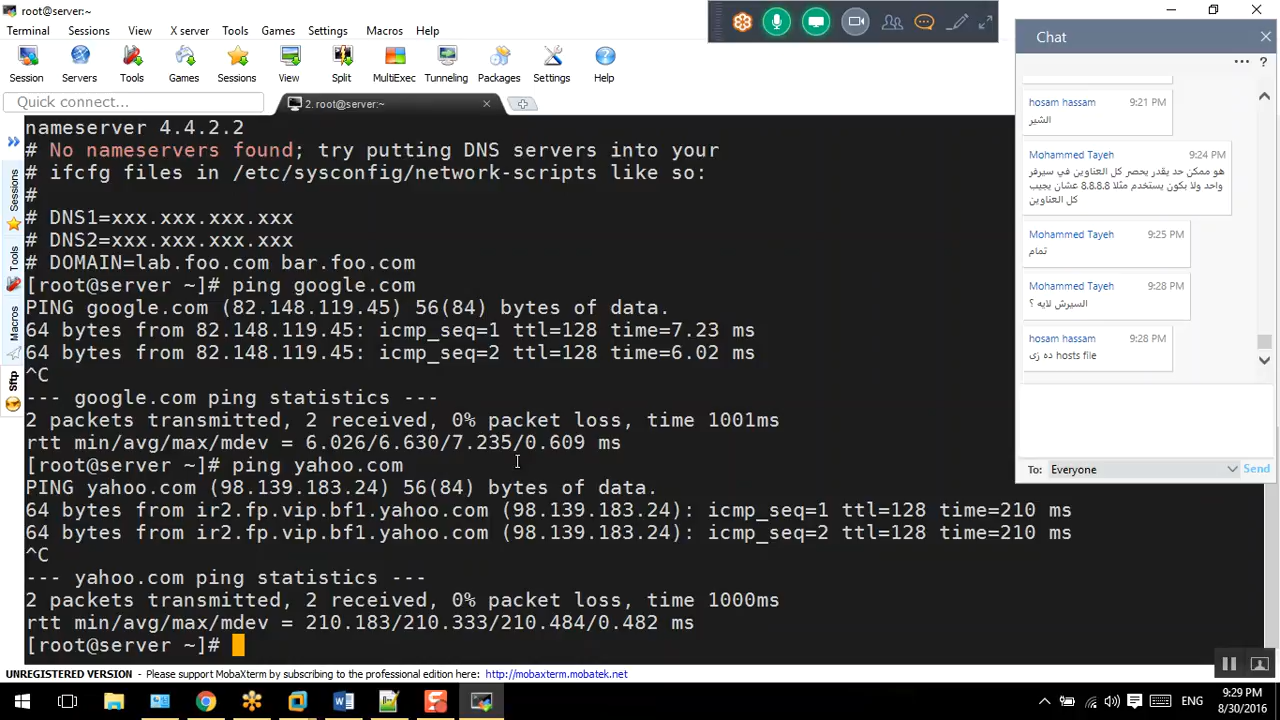 root@server:~
Terminal Sessions View X server Tools Games Settings Macros Help
Session Servers Tools Games Sessions View Split MultiExec Tunneling Packages Settings Help
Quick connect...
2. root@server:~
Sessions
Tools
Macros
Sftp
nameserver 4.4.2.2
# No nameservers found; try putting DNS servers into your
# ifcfg files in /etc/sysconfig/network-scripts like so:
#
# DNS1=xxx.xxx.xxx.xxx
# DNS2=xxx.xxx.xxx.xxx
# DOMAIN=lab.foo.com bar.foo.com
[root@server ~]# ping google.com
PING google.com (82.148.119.45) 56(84) bytes of data.
64 bytes from 82.148.119.45: icmp_seq=1 ttl=128 time=7.23 ms
64 bytes from 82.148.119.45: icmp_seq=2 ttl=128 time=6.02 ms
^C
--- google.com ping statistics ---
2 packets transmitted, 2 received, 0% packet loss, time 1001ms
rtt min/avg/max/mdev = 6.026/6.630/7.235/0.609 ms
[root@server ~]# ping yahoo.com
PING yahoo.com (98.139.183.24) 56(84) bytes of data.
64 bytes from ir2.fp.vip.bf1.yahoo.com (98.139.183.24): icmp_seq=1 ttl=128 time=210 ms
64 bytes from ir2.fp.vip.bf1.yahoo.com (98.139.183.24): icmp_seq=2 ttl=128 time=210 ms
^C
--- yahoo.com ping statistics ---
2 packets transmitted, 2 received, 0% packet loss, time 1000ms
rtt min/avg/max/mdev = 210.183/210.333/210.484/0.482 ms
[root@server ~]#
Chat
hosam hassam 9:21 PM
الشير
Mohammed Tayeh 9:24 PM
هو ممكن حد يقدر يحصر كل العناوين في سيرفر
واحد ولا بكون يستخدم مثلا 8.8.8.8 عشان يجيب
كل العناوين
Mohammed Tayeh 9:25 PM
تمام
Mohammed Tayeh 9:28 PM
السيرش لايه ؟
hosam hassam 9:28 PM
ده زى hosts file
To: Everyone Send
UNREGISTERED VERSION - Please support MobaXterm by subscribing to the professional edition here: http://mobaxterm.mobatek.net
ENG
9:29 PM
8/30/2016